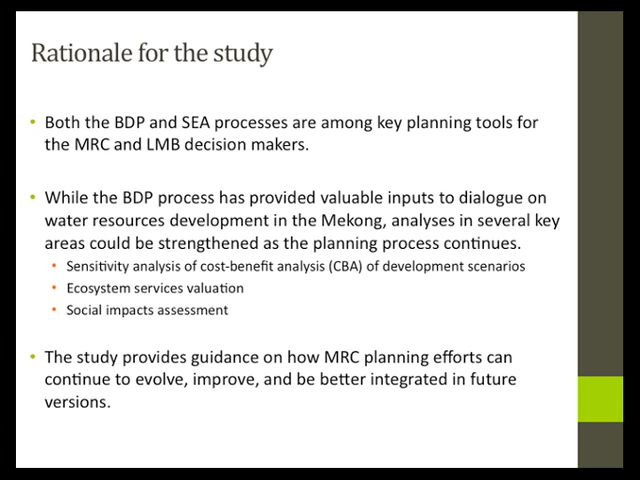 Rationale for the study
• Both the BDP and SEA processes are among key planning tools for
the MRC and LMB decision makers.
• While the BDP process has provided valuable inputs to dialogue on
water resources development in the Mekong, analyses in several key
areas could be strengthened as the planning process continues.
• Sensitivity analysis of cost-benefit analysis (CBA) of development scenarios
• Ecosystem services valuation
• Social impacts assessment
• The study provides guidance on how MRC planning efforts can
continue to evolve, improve, and be better integrated in future
versions.